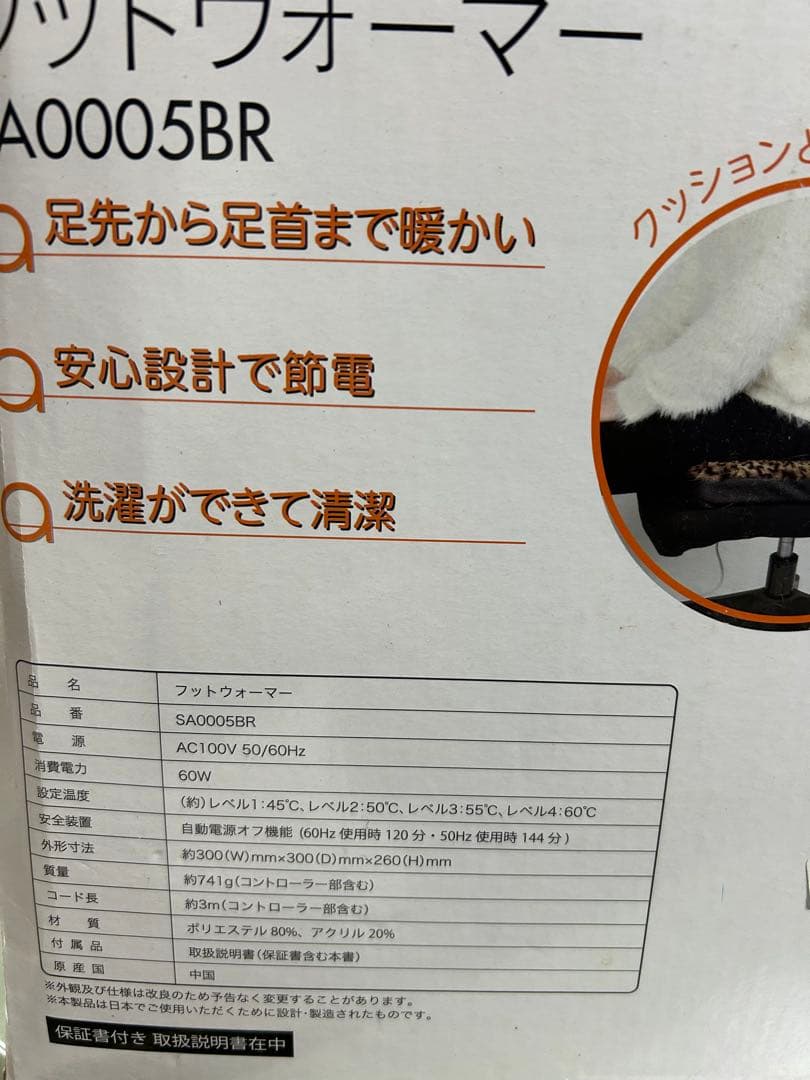 フットウォーマー
A0005BR
足先から足首まで暖かい
安心設計で節電
洗濯ができて清潔
クッションと
品 名 フットウォーマー
品 番 SA0005BR
電 源 AC100V 50/60Hz
消費電力 60W
設定温度 (約)レベル1:45℃、レベル2:50℃、レベル3:55℃、レベル4:60℃
安全装置 自動電源オフ機能 (60Hz 使用時 120分・50Hz 使用時 144分)
外形寸法 約300(W)mm×300(D)mm×260(H)mm
質量 約741g(コントローラー部含む)
コード長 約3m(コントローラー部含む)
材 質 ポリエステル 80%、アクリル 20%
付属品 取扱説明書(保証書含む本書)
原産国 中国
※外観及び仕様は改良のため予告なく変更することがあります。
※本製品は日本でご使用いただくために設計・製造されたものです。
保証書付き 取扱説明書在中